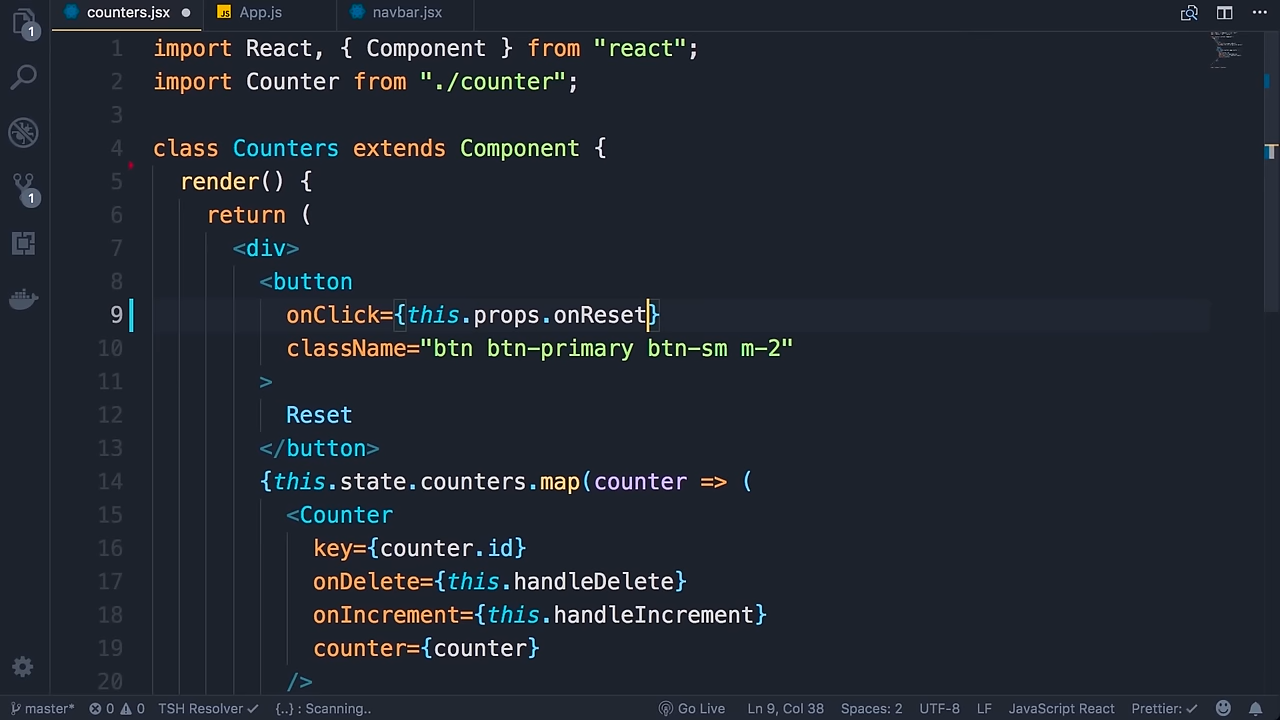 counters.jsx App.js navbar.jsx
1
1
1 import React, { Component } from "react";
2 import Counter from "./counter";
3
4 class Counters extends Component {
5 render() {
6 return (
7 <div>
8 <button
9 onClick={this.props.onReset}
10 className="btn btn-primary btn-sm m-2"
11 >
12 Reset
13 </button>
14 {this.state.counters.map(counter => (
15 <Counter
16 key={counter.id}
17 onDelete={this.handleDelete}
18 onIncrement={this.handleIncrement}
19 counter={counter}
20 />
master* 0 0 TSH Resolver ✓ {..} : Scanning.. Go Live Ln 9, Col 38 Spaces: 2 UTF-8 LF JavaScript React Prettier: ✓